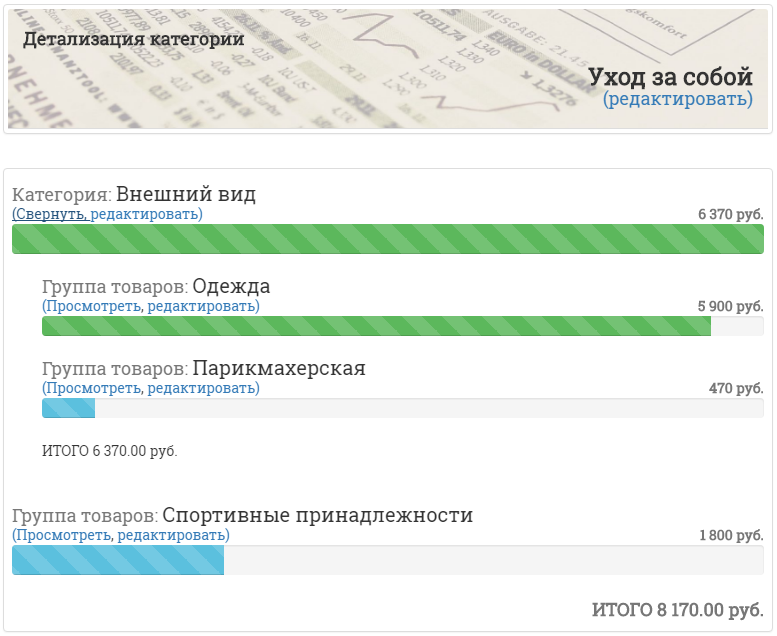 Детализация категории
Уход за собой
(редактировать)
Категория: Внешний вид
(Свернуть, редактировать)
6 370 руб.
Группа товаров: Одежда
(Просмотреть, редактировать)
5 900 руб.
Группа товаров: Парикмахерская
(Просмотреть, редактировать)
470 руб.
ИТОГО 6 370.00 руб.
Группа товаров: Спортивные принадлежности
(Просмотреть, редактировать)
1 800 руб.
ИТОГО 8 170.00 руб.